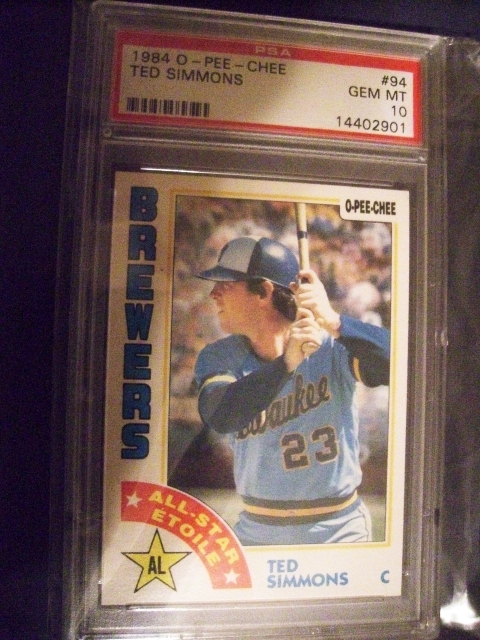 PSA
1984 O-PEE-CHEE #94
TED SIMMONS GEM MT
10
14402901
O-PEE-CHEE
BREWERS
Milwaukee
23
ALL-STAR
ÉTOILE
AL
TED
SIMMONS C